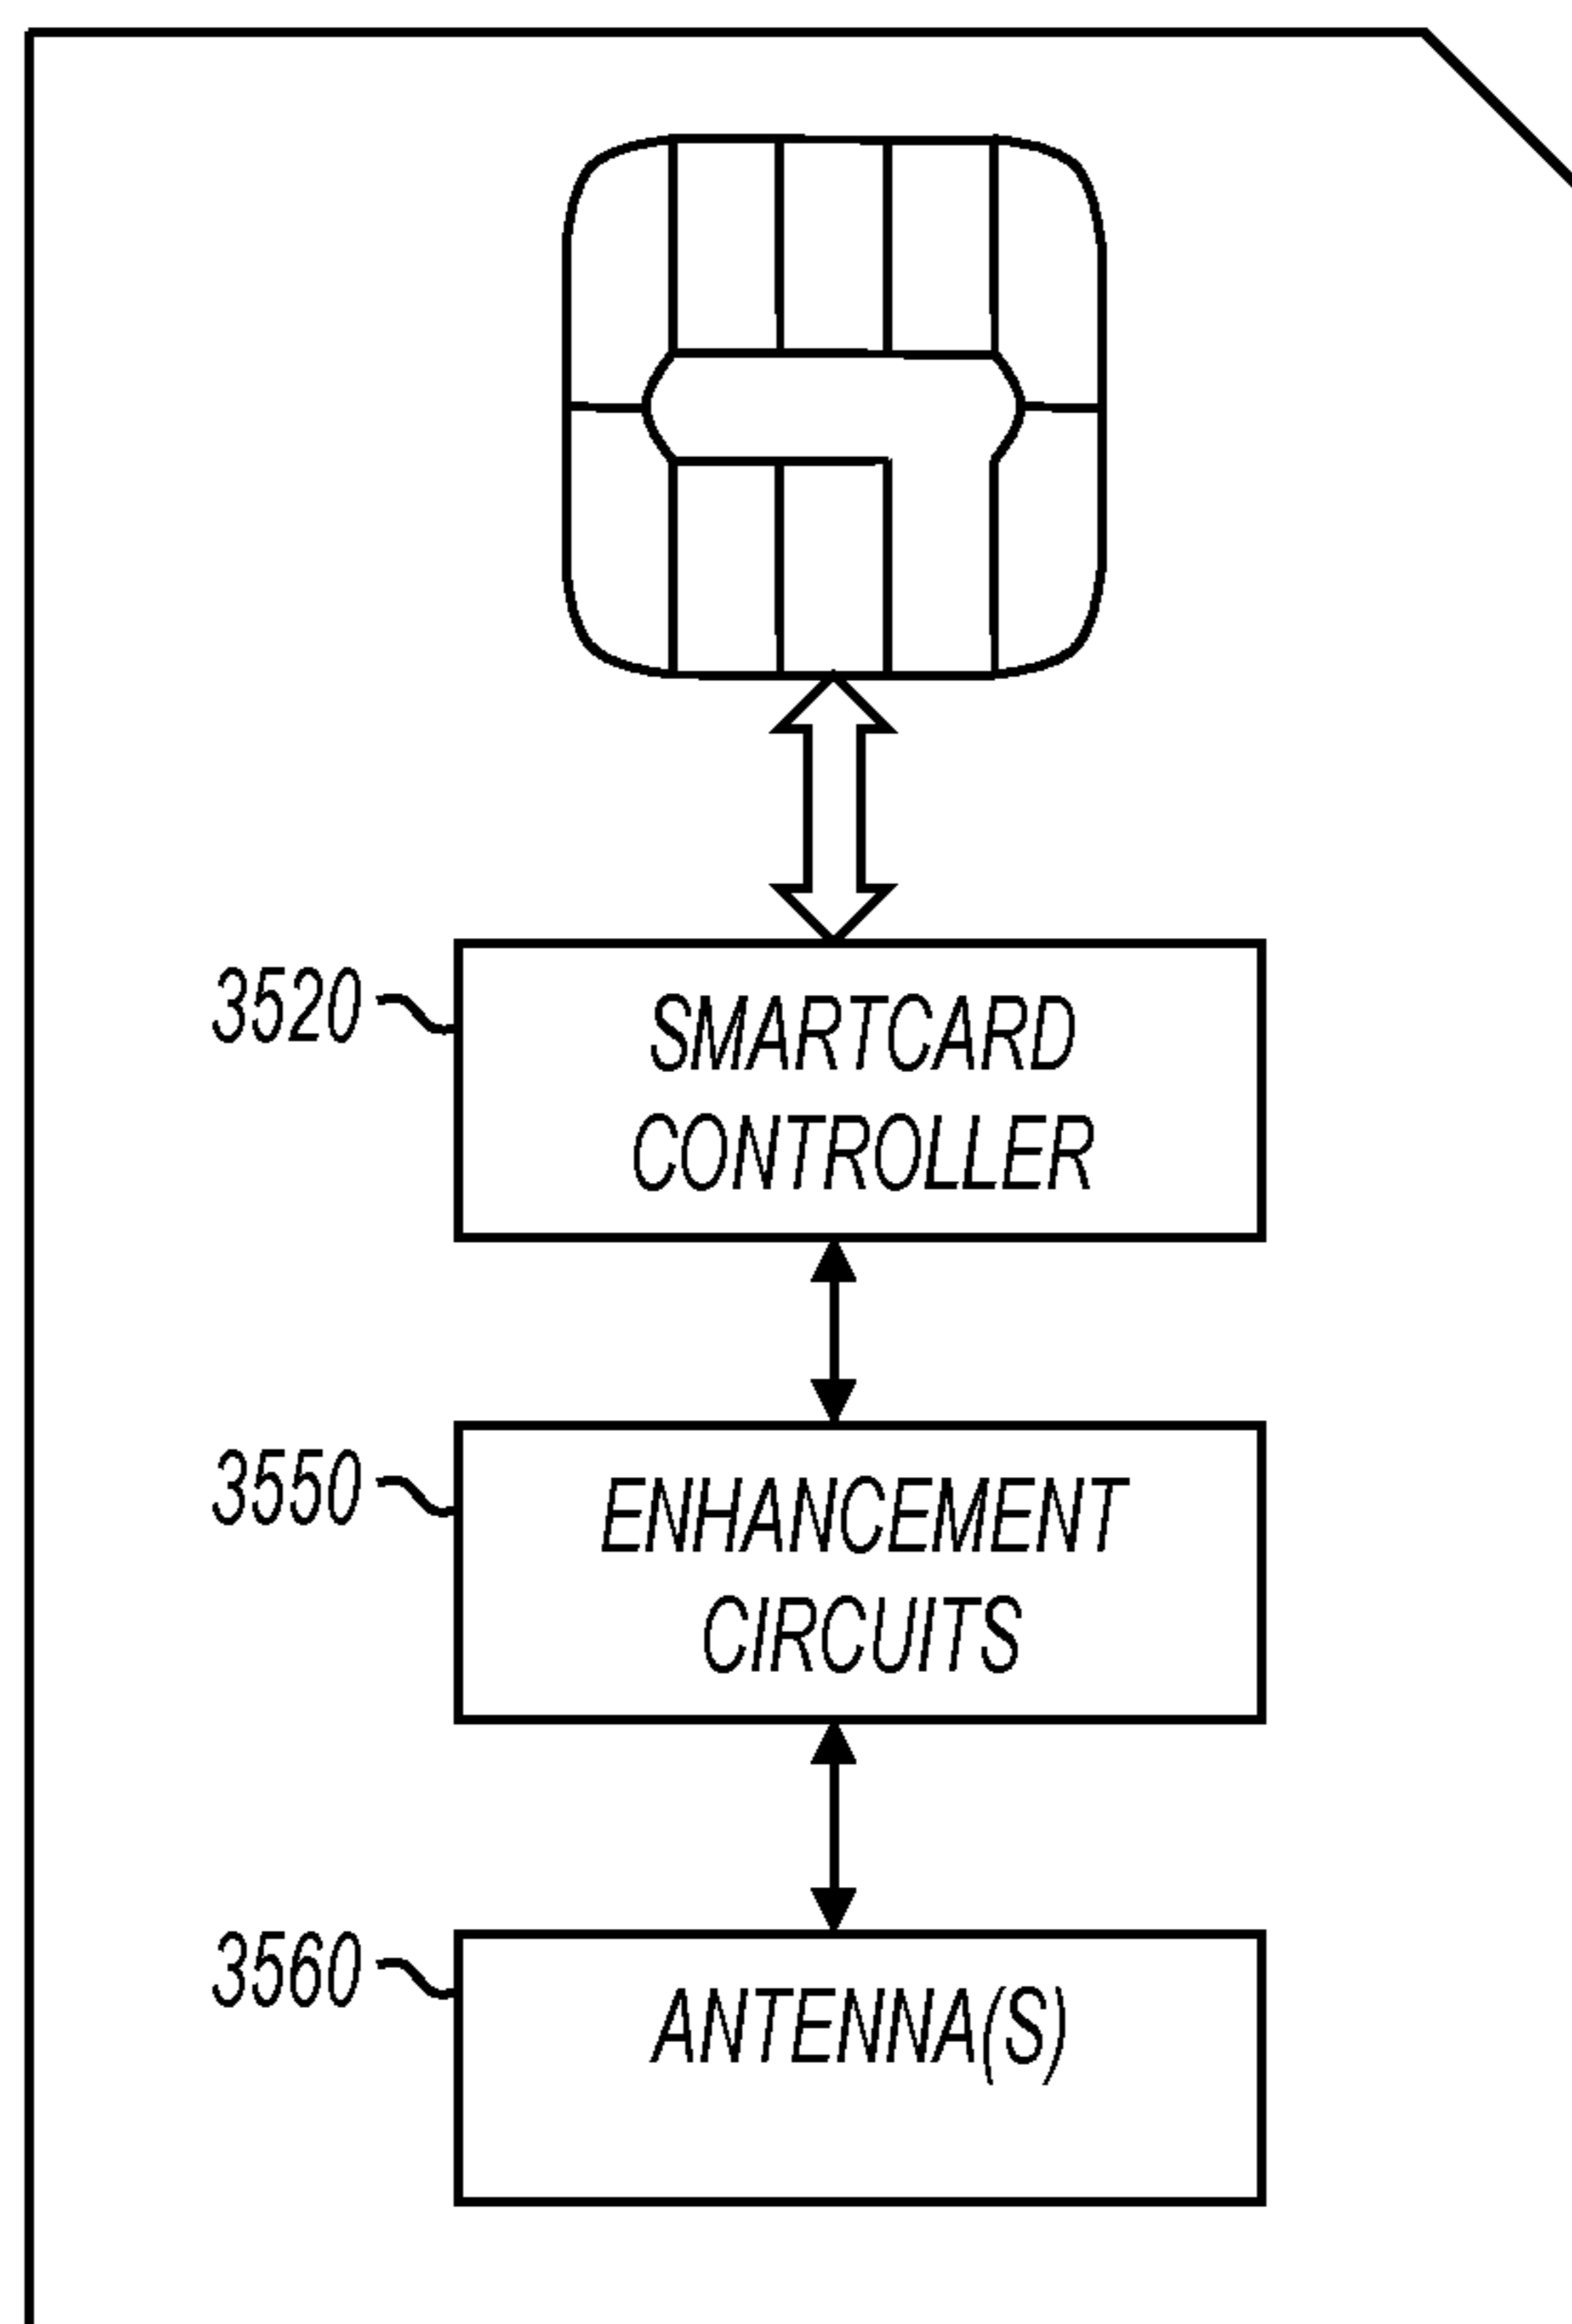 3520
SMARTCARD
CONTROLLER
3550
ENHANCEMENT
CIRCUITS
3560
ANTENNA(S)